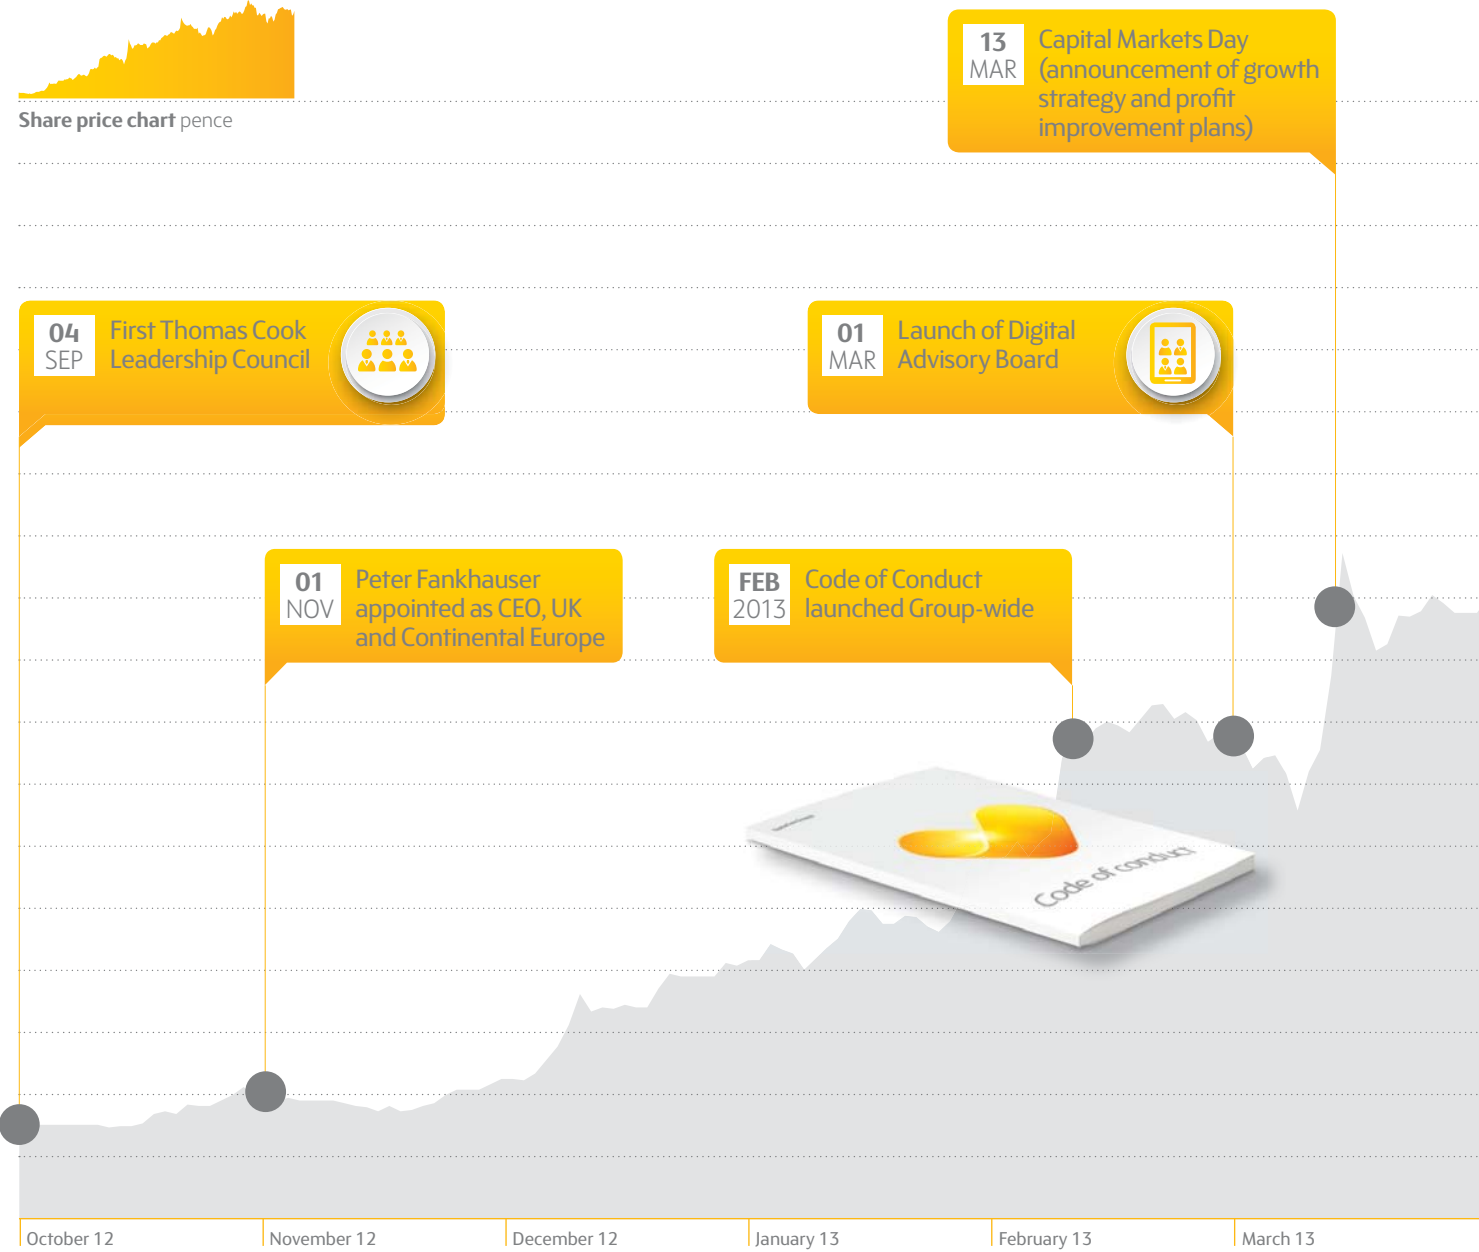 Share price chart pence
13
MAR
Capital Markets Day
(announcement of growth
strategy and profit
improvement plans)
04
SEP
First Thomas Cook
Leadership Council
01
MAR
Launch of Digital
Advisory Board
01
NOV
Peter Fankhauser
appointed as CEO, UK
and Continental Europe
FEB
2013
Code of Conduct
launched Group-wide
Code of conduct
October 12
November 12
December 12
January 13
February 13
March 13